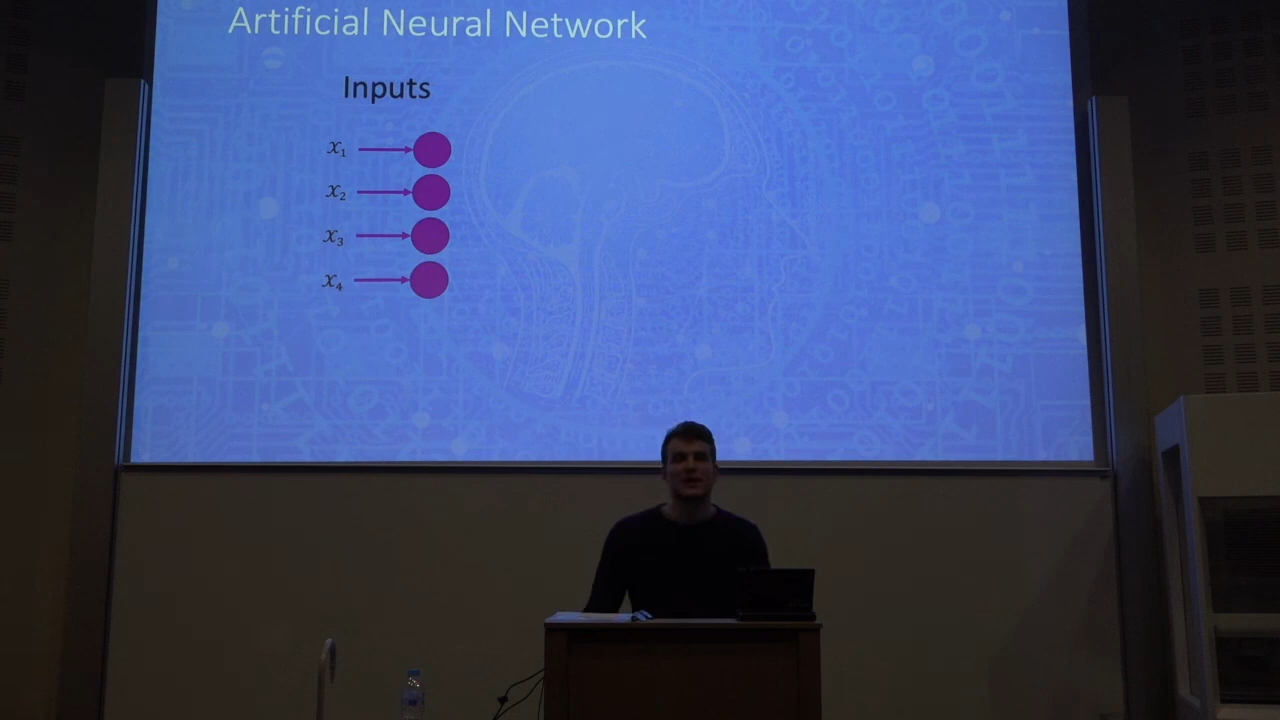 Artificial Neural Network
Inputs
x₁
x₂
x₃
x₄